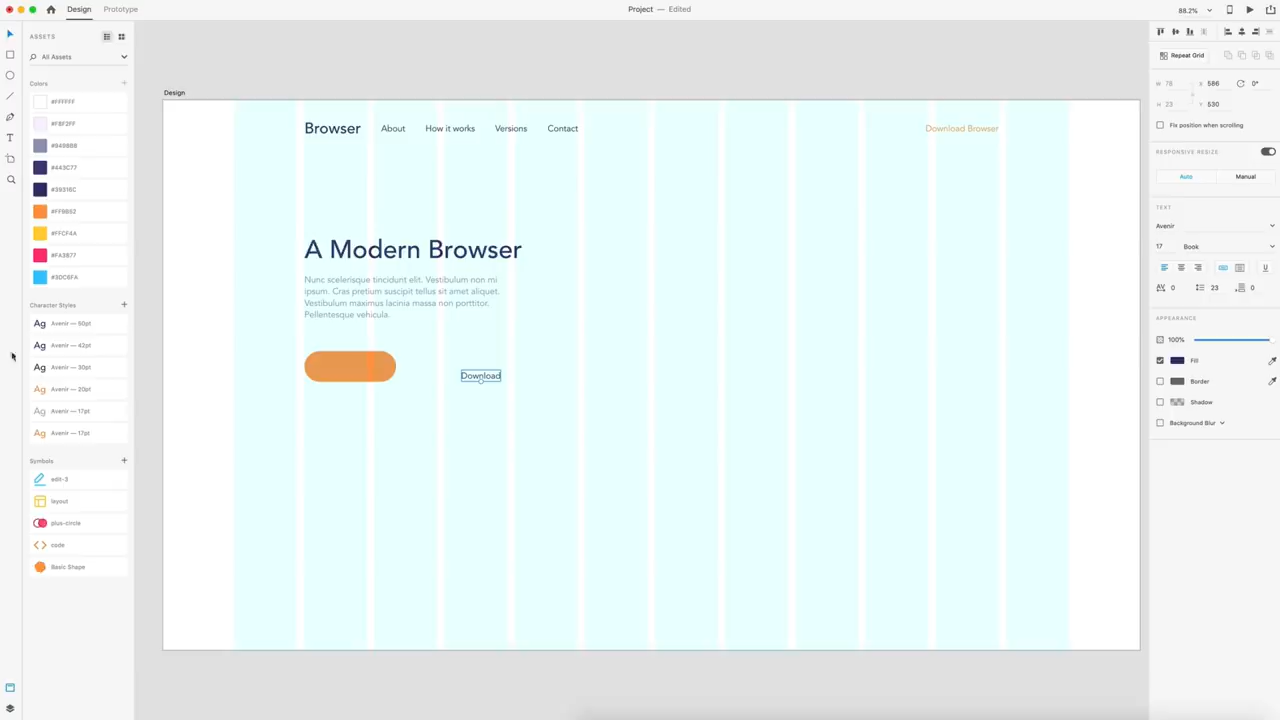 Design
Prototype
Project — Edited
88.2%
ASSETS
All Assets
Colors
#FFFFFF
#FBF2FF
#9498B8
#443C77
#39316C
#FF9B52
#FFCF4A
#FA3B77
#3DC6FA
Character Styles
Ag Avenir — 50pt
Ag Avenir — 42pt
Ag Avenir — 30pt
Ag Avenir — 20pt
Ag Avenir — 17pt
Ag Avenir — 17pt
Symbols
edit-3
layout
plus-circle
code
Basic Shape
Design
Browser About How it works Versions Contact
Download Browser
A Modern Browser
Nunc scelerisque tincidunt elit. Vestibulum non mi
ipsum. Cras pretium suscipit tellus sit amet aliquet.
Vestibulum maximus lacinia massa non porttitor.
Pellentesque vehicula.
Download
Repeat Grid
W 78 X 586 0°
H 23 Y 530
Fix position when scrolling
RESPONSIVE RESIZE
Auto Manual
TEXT
Avenir
17 Book
0 23 0
APPEARANCE
100%
Fill
Border
Shadow
Background Blur